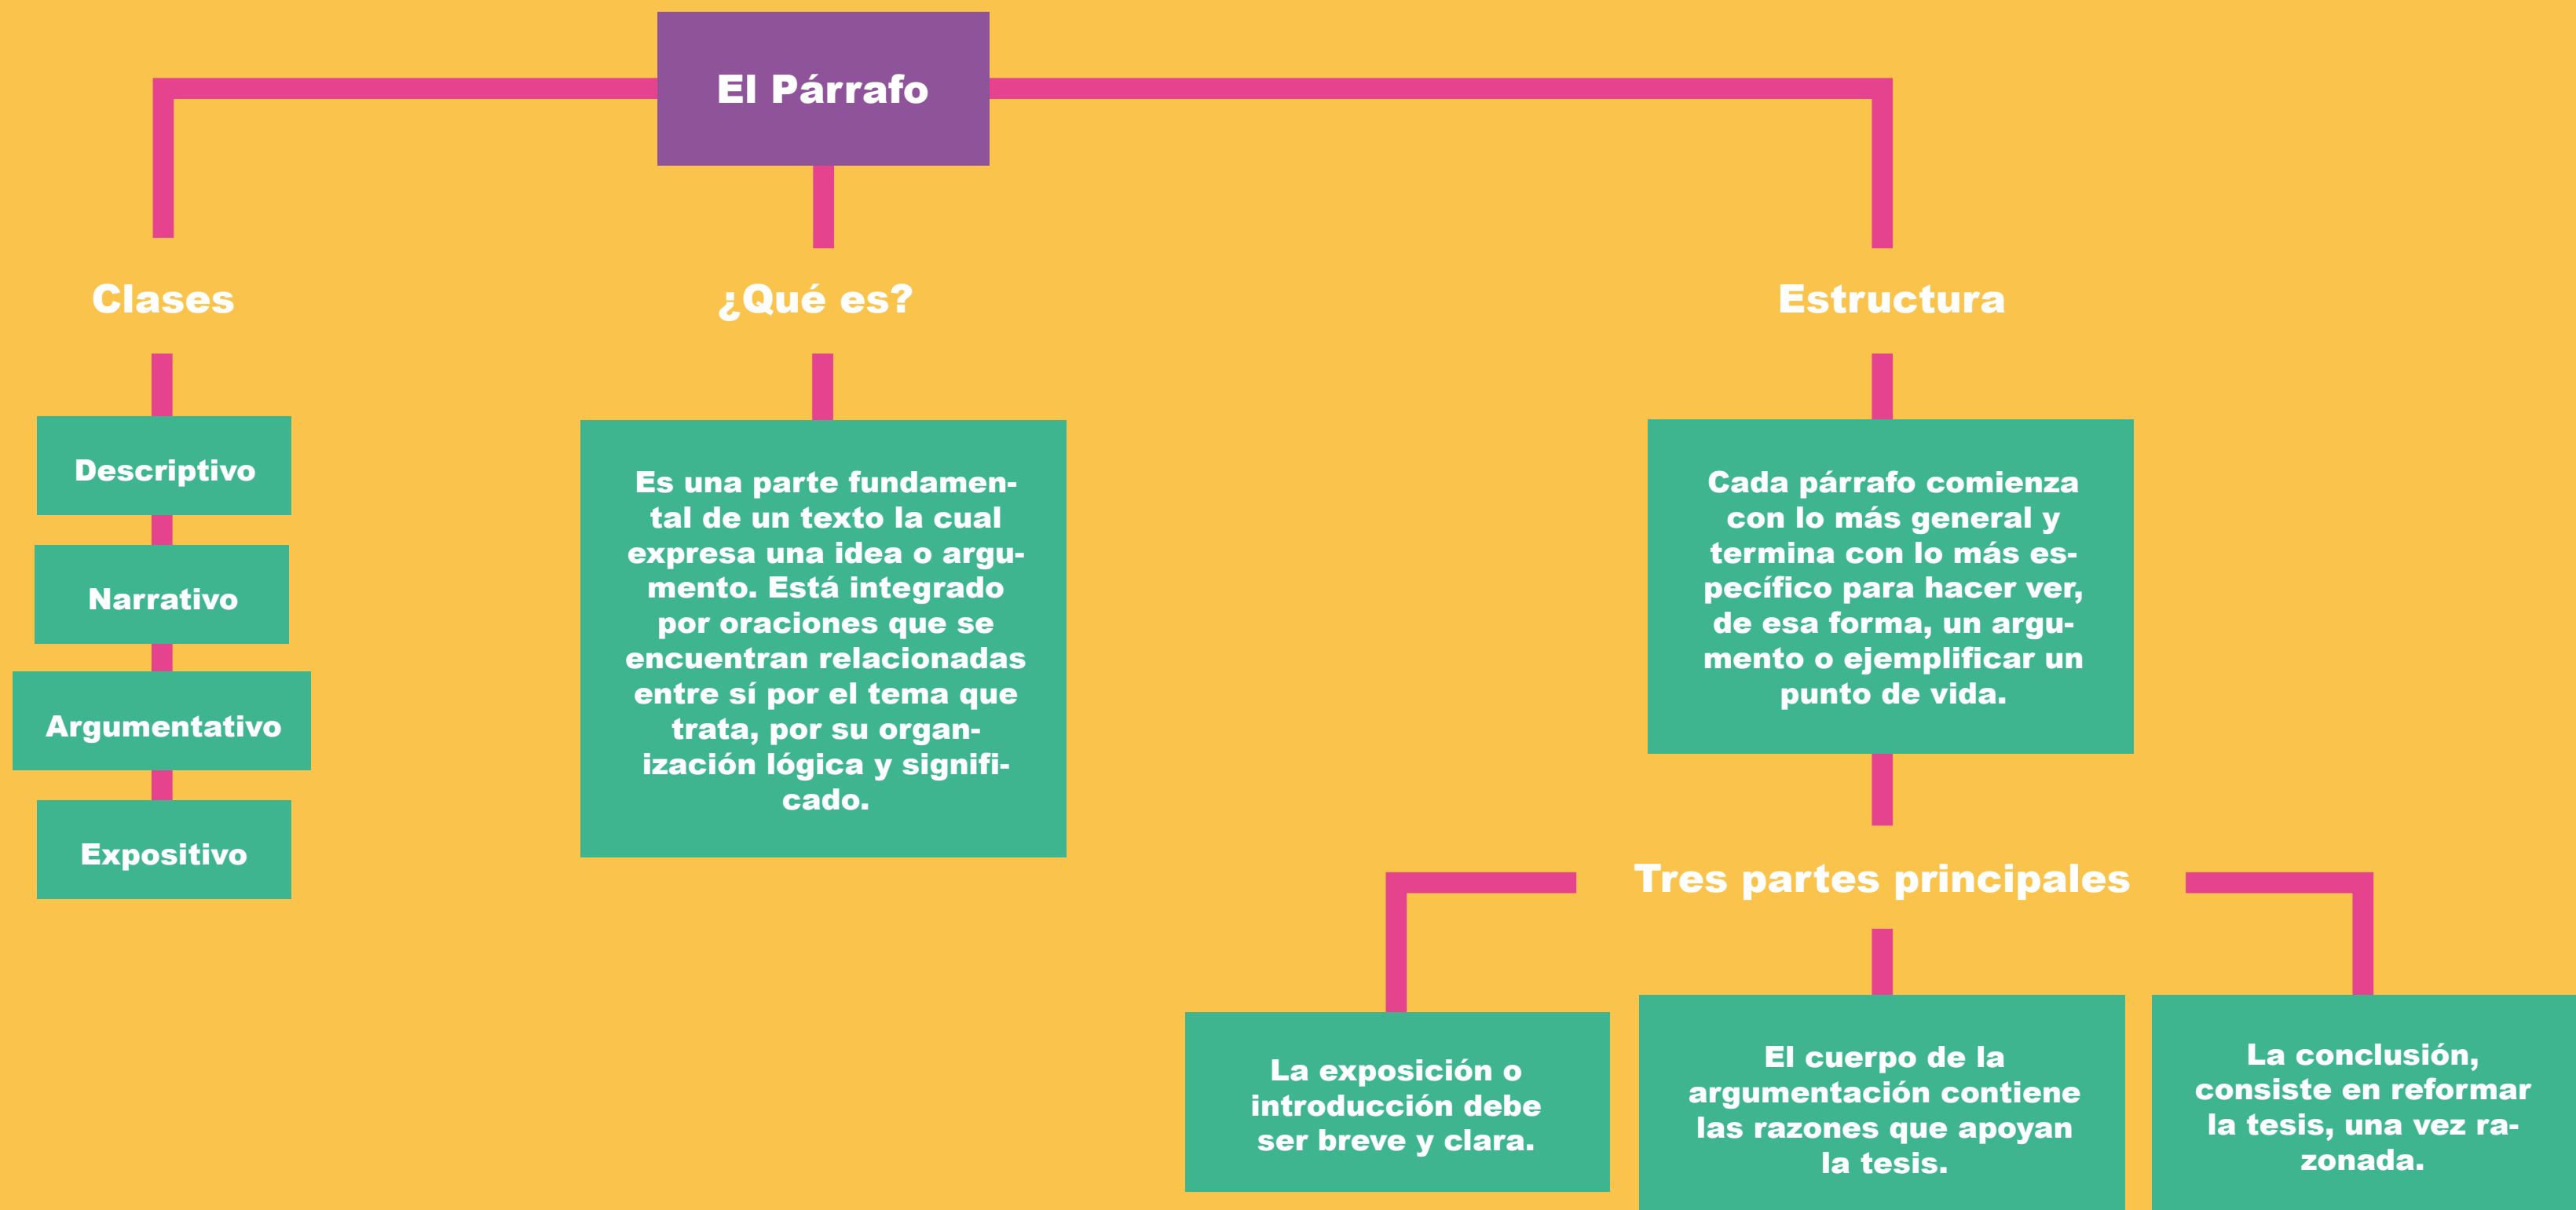 El Párrafo
Clases
Descriptivo
Narrativo
Argumentativo
Expositivo
¿Qué es?
Es una parte fundamen-
tal de un texto la cual
expresa una idea o argu-
mento. Está integrado
por oraciones que se
encuentran relacionadas
entre sí por el tema que
trata, por su organ-
ización lógica y signifi-
cado.
Estructura
Cada párrafo comienza
con lo más general y
termina con lo más es-
pecífico para hacer ver,
de esa forma, un argu-
mento o ejemplificar un
punto de vida.
Tres partes principales
La exposición o
introducción debe
ser breve y clara.
El cuerpo de la
argumentación contiene
las razones que apoyan
la tesis.
La conclusión,
consiste en reformar
la tesis, una vez ra-
zonada.